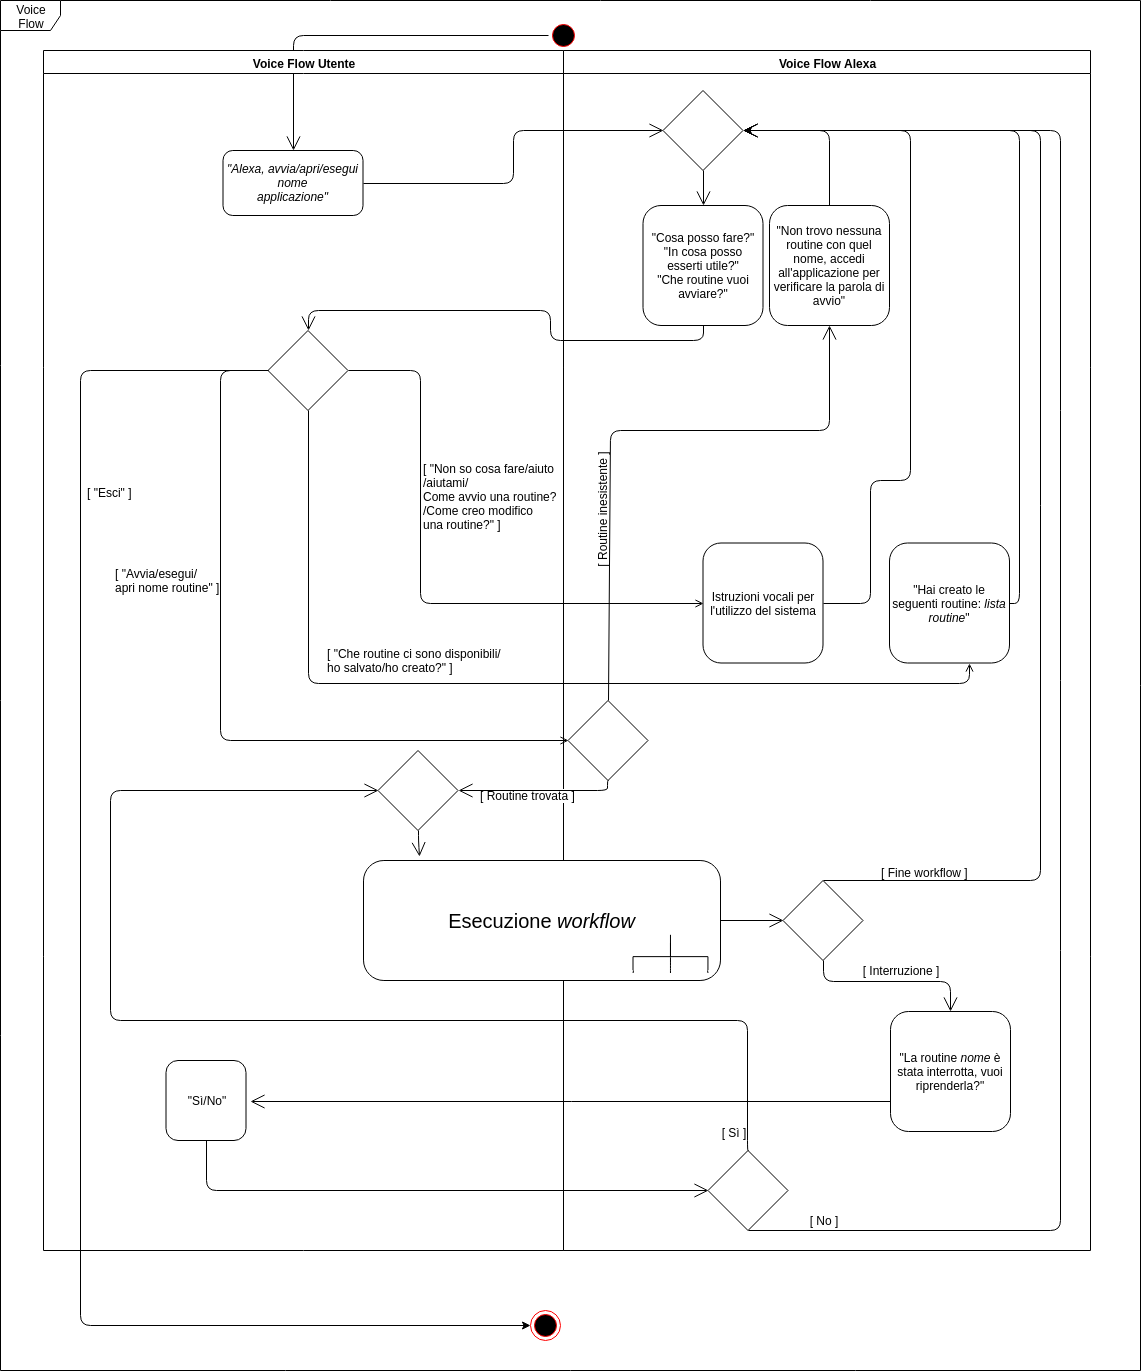 Voice
Flow
Voice Flow Utente
Voice Flow Alexa
"Alexa, avvia/apri/esegui
nome
applicazione"
"Cosa posso fare?"
"In cosa posso
esserti utile?"
"Che routine vuoi
avviare?"
"Non trovo nessuna
routine con quel
nome, accedi
all'applicazione per
verificare la parola di
avvio"
[ "Esci" ]
[ "Non so cosa fare/aiuto
/aiutami/
Come avvio una routine?
/Come creo modifico
una routine?" ]
[ Routine inesistente ]
[ "Avvia/esegui/
apri nome routine" ]
Istruzioni vocali per
l'utilizzo del sistema
"Hai creato le
seguenti routine: lista
routine"
[ "Che routine ci sono disponibili/
ho salvato/ho creato?" ]
[ Routine trovata ]
Esecuzione workflow
[ Fine workflow ]
[ Interruzione ]
"La routine nome è
stata interrotta, vuoi
riprenderla?"
"Sì/No"
[ Sì ]
[ No ]